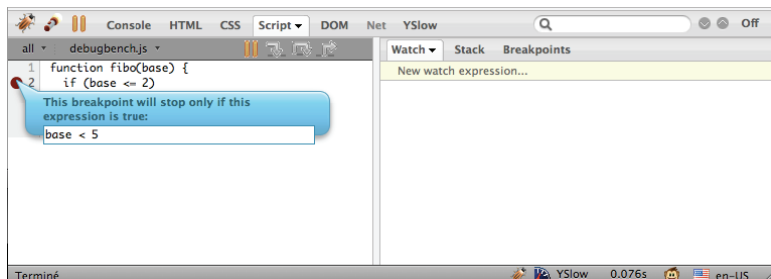 Console HTML CSS Script DOM Net YSlow Off
all debugbench.js Watch Stack Breakpoints
1 function fibo(base) { New watch expression...
2 if (base <= 2)
This breakpoint will stop only if this
expression is true:
base < 5
Terminé YSlow 0.076s en-US